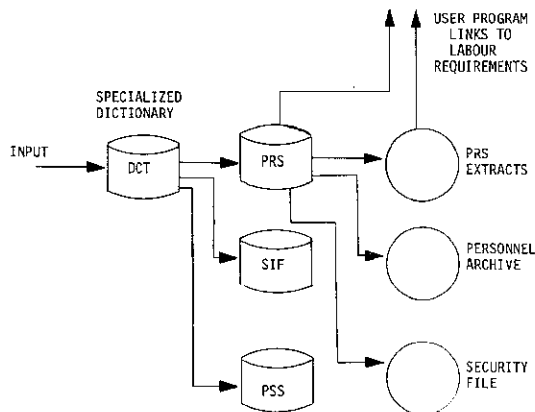 USER PROGRAM
LINKS TO
LABOUR
REQUIREMENTS
SPECIALIZED
DICTIONARY
INPUT
DCT
PRS
PRS
EXTRACTS
SIF
PERSONNEL
ARCHIVE
PSS
SECURITY
FILE